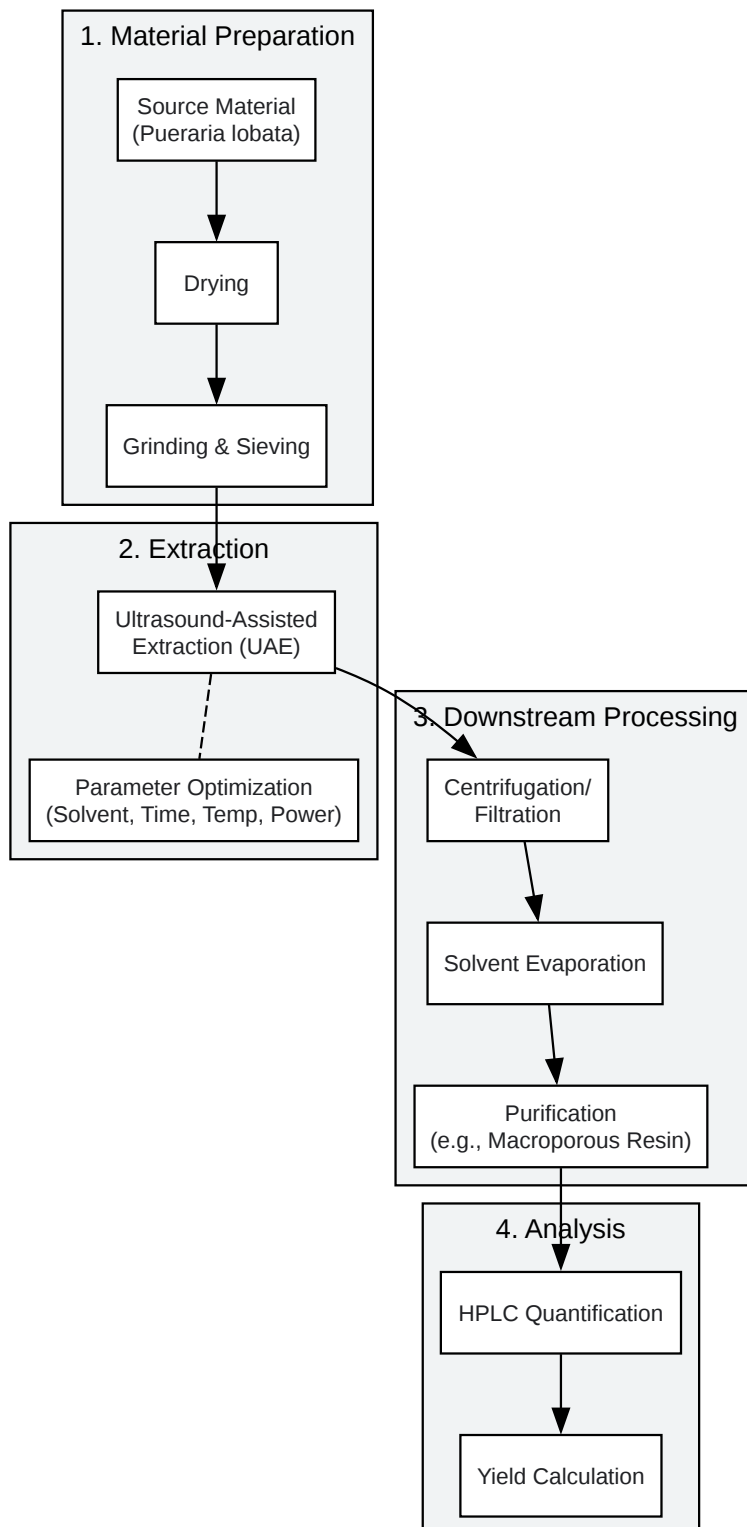 1. Material Preparation
Source Material
(Pueraria lobata)
Drying
Grinding & Sieving
2. Extraction
Ultrasound-Assisted
Extraction (UAE)
Parameter Optimization
(Solvent, Time, Temp, Power)
3. Downstream Processing
Centrifugation/
Filtration
Solvent Evaporation
Purification
(e.g., Macroporous Resin)
4. Analysis
HPLC Quantification
Yield Calculation